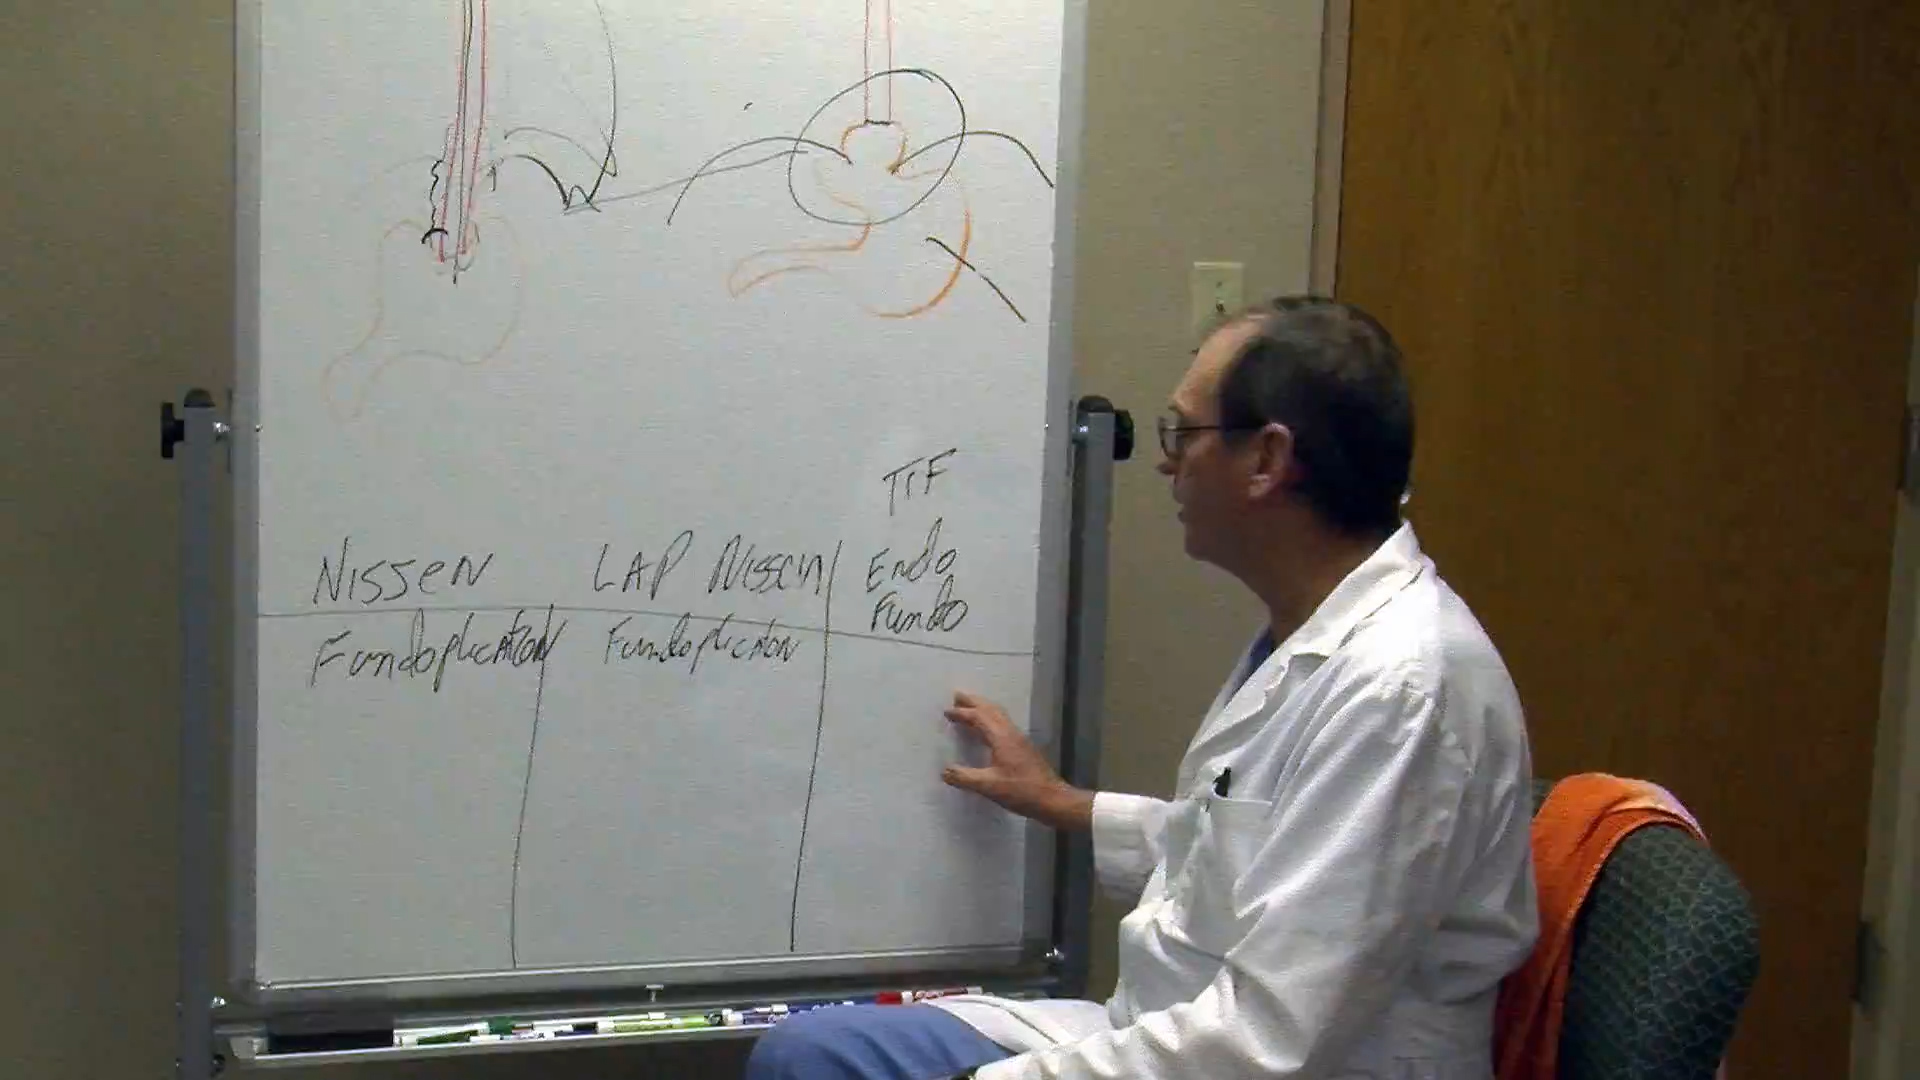 TIF
NISSEN
LAP Nissen
Endo
Fundo
Fundoplication
Fundoplication